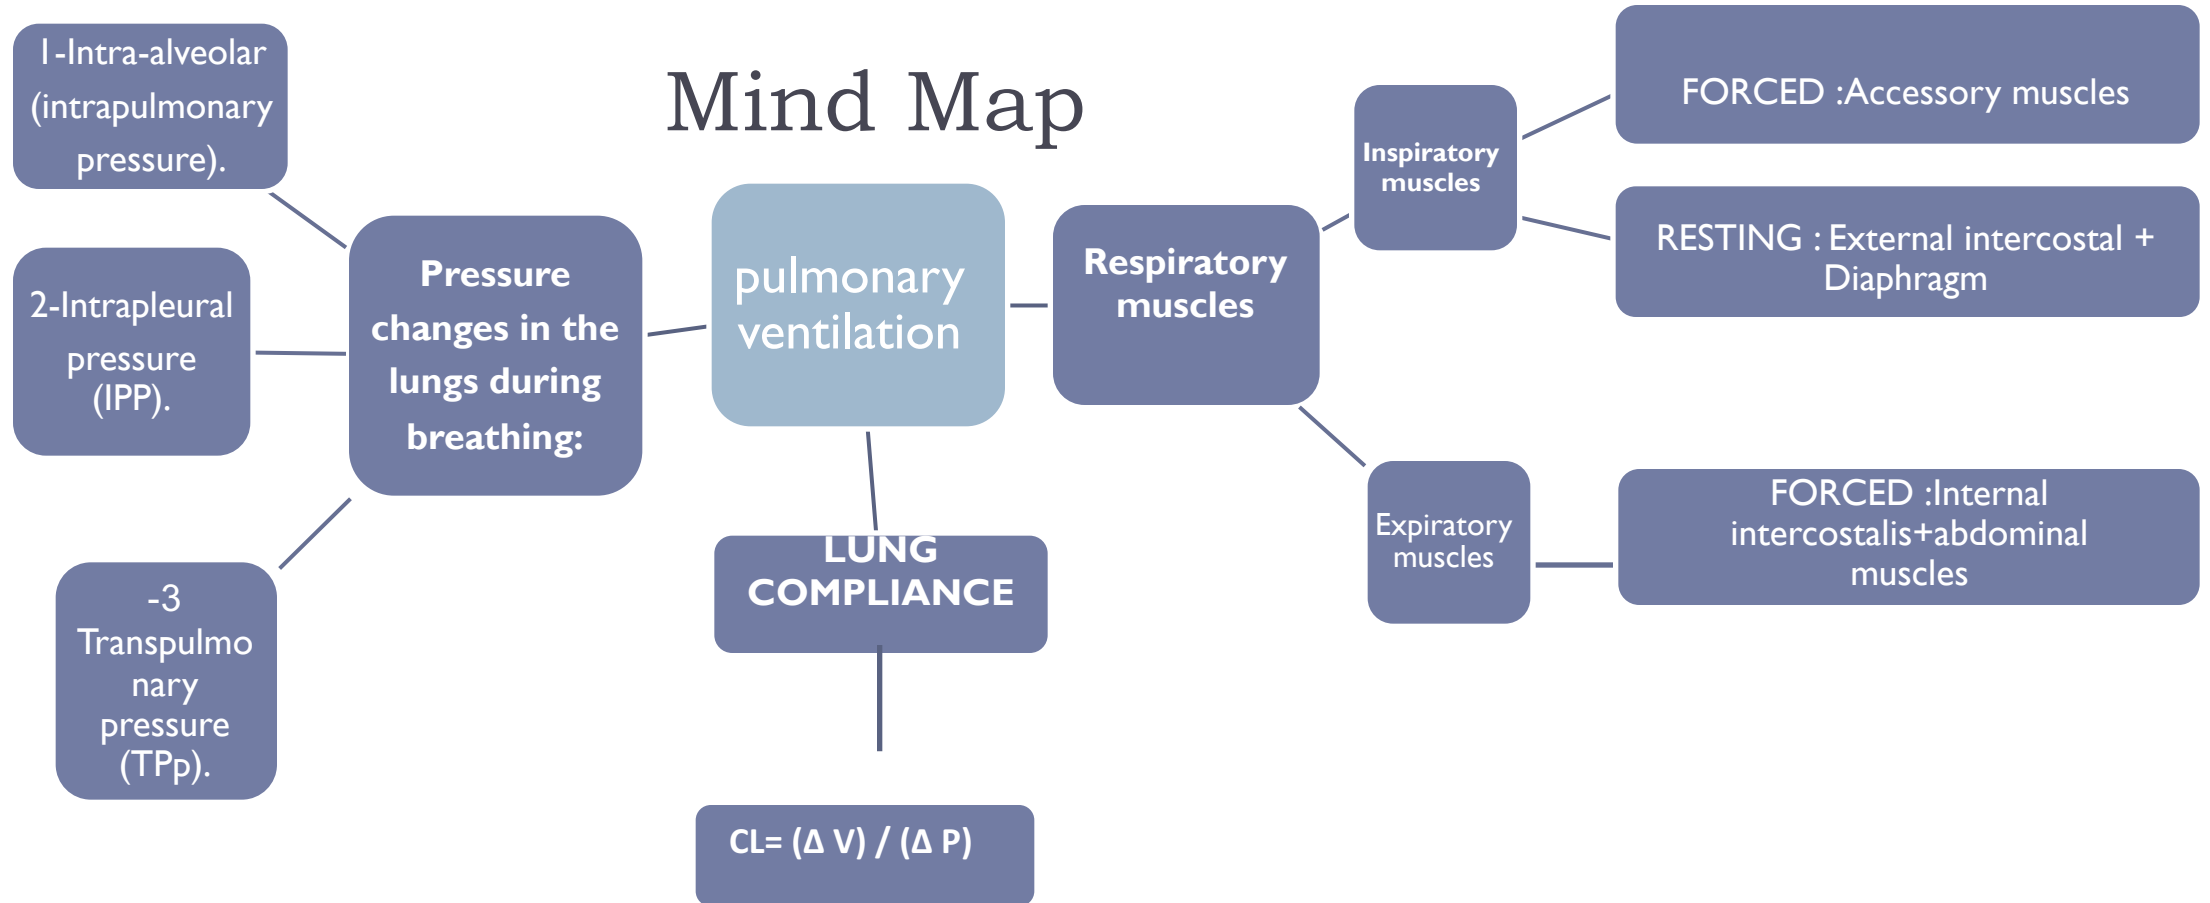 Mind Map
1-Intra-alveolar
(intrapulmonary
pressure).
2-Intrapleural
pressure
(IPP).
-3
Transpulmo
nary
pressure
(TPp).
Pressure
changes in the
lungs during
breathing:
pulmonary
ventilation
LUNG
COMPLIANCE
CL= (Δ V) / (Δ P)
Respiratory
muscles
Inspiratory
muscles
FORCED :Accessory muscles
RESTING : External intercostal +
Diaphragm
Expiratory
muscles
FORCED :Internal
intercostalis+abdominal
muscles